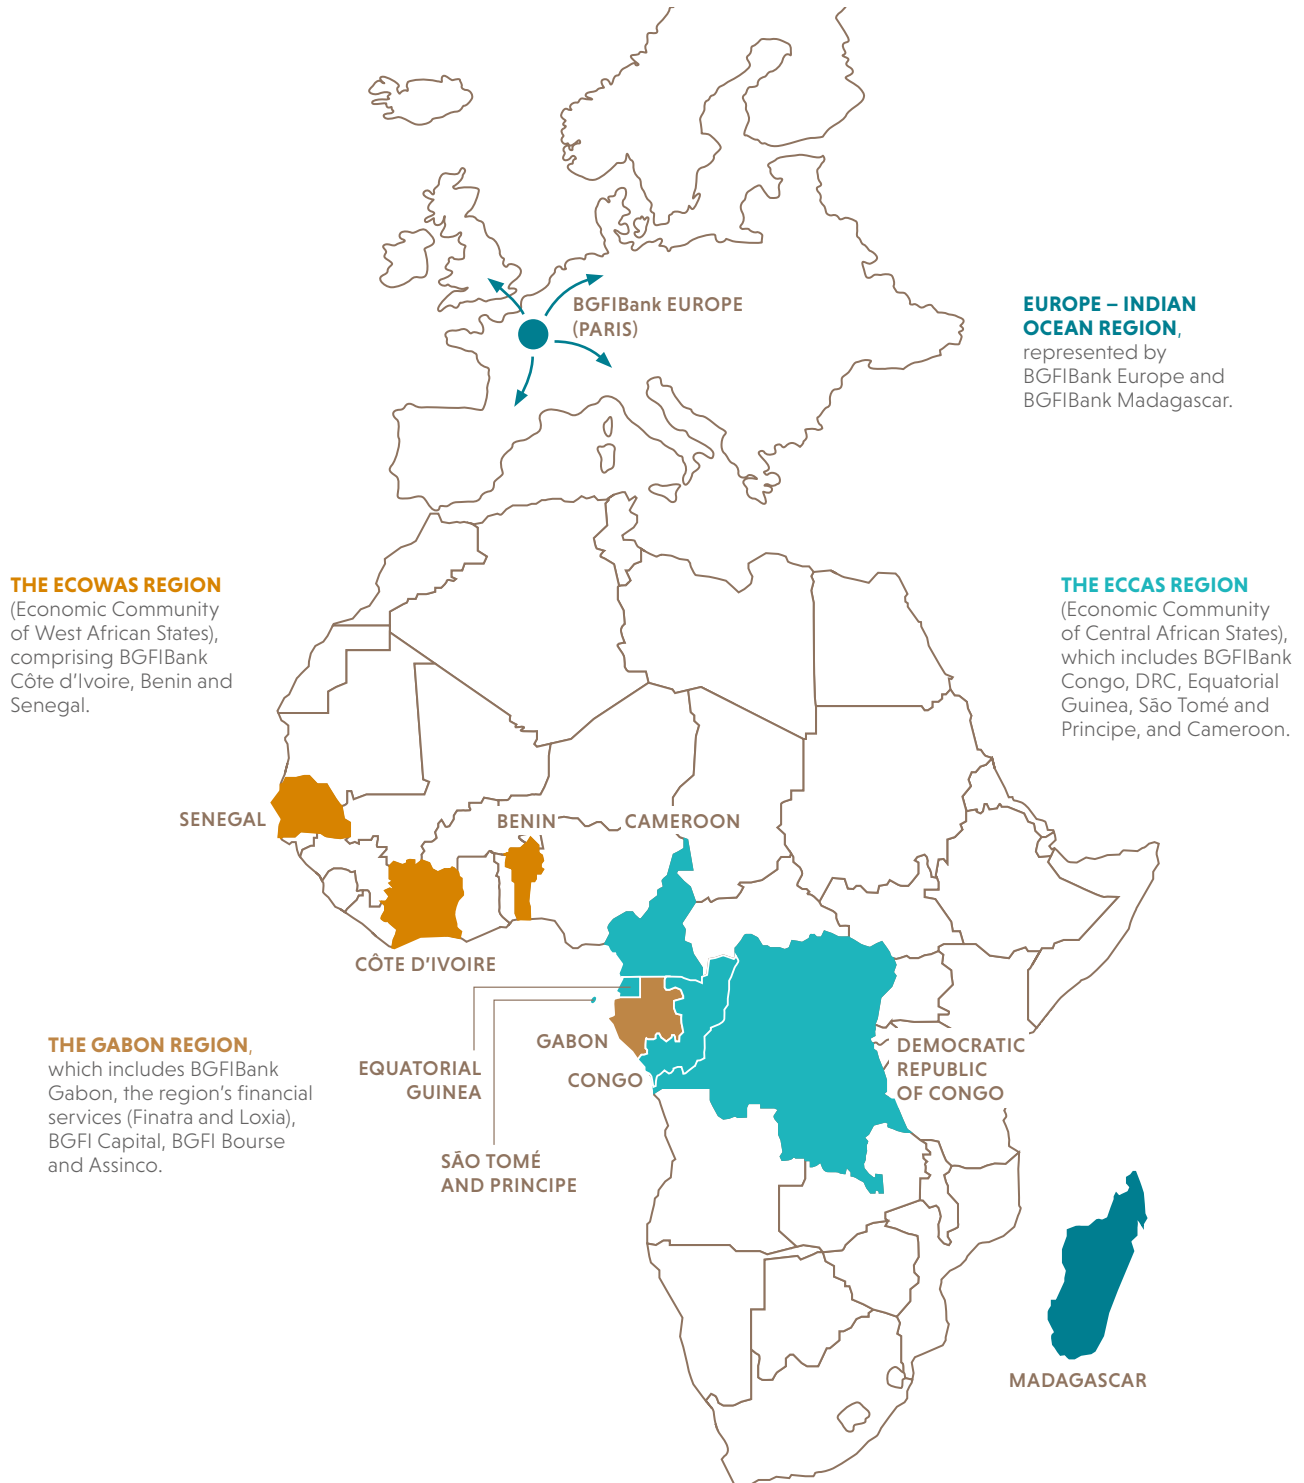 BGFIBank EUROPE
(PARIS)
EUROPE – INDIAN
OCEAN REGION,
represented by
BGFIBank Europe and
BGFIBank Madagascar.
THE ECOWAS REGION
(Economic Community
of West African States),
comprising BGFIBank
Côte d'Ivoire, Benin and
Senegal.
THE ECCAS REGION
(Economic Community
of Central African States),
which includes BGFIBank
Congo, DRC, Equatorial
Guinea, São Tomé and
Principe, and Cameroon.
SENEGAL
BENIN
CAMEROON
CÔTE D'IVOIRE
THE GABON REGION,
which includes BGFIBank
Gabon, the region's financial
services (Finatra and Loxia),
BGFI Capital, BGFI Bourse
and Assinco.
GABON
EQUATORIAL
GUINEA
CONGO
DEMOCRATIC
REPUBLIC
OF CONGO
SÃO TOMÉ
AND PRINCIPE
MADAGASCAR